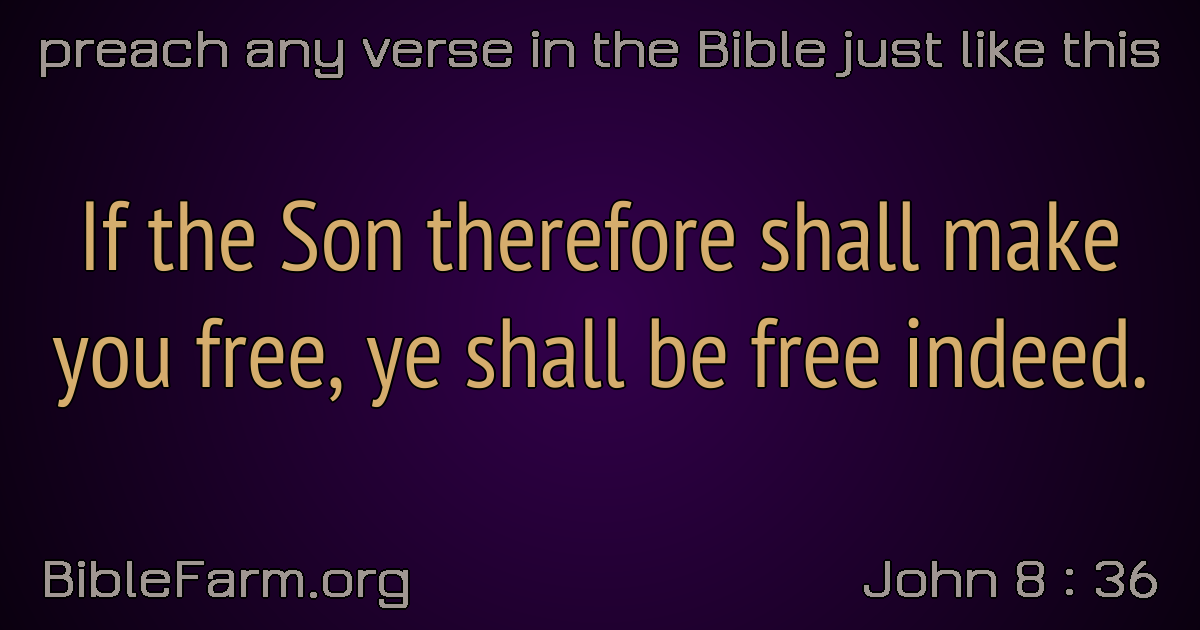 preach any verse in the Bible just like this
If the Son therefore shall make
you free, ye shall be free indeed.
BibleFarm.org
John 8 : 36